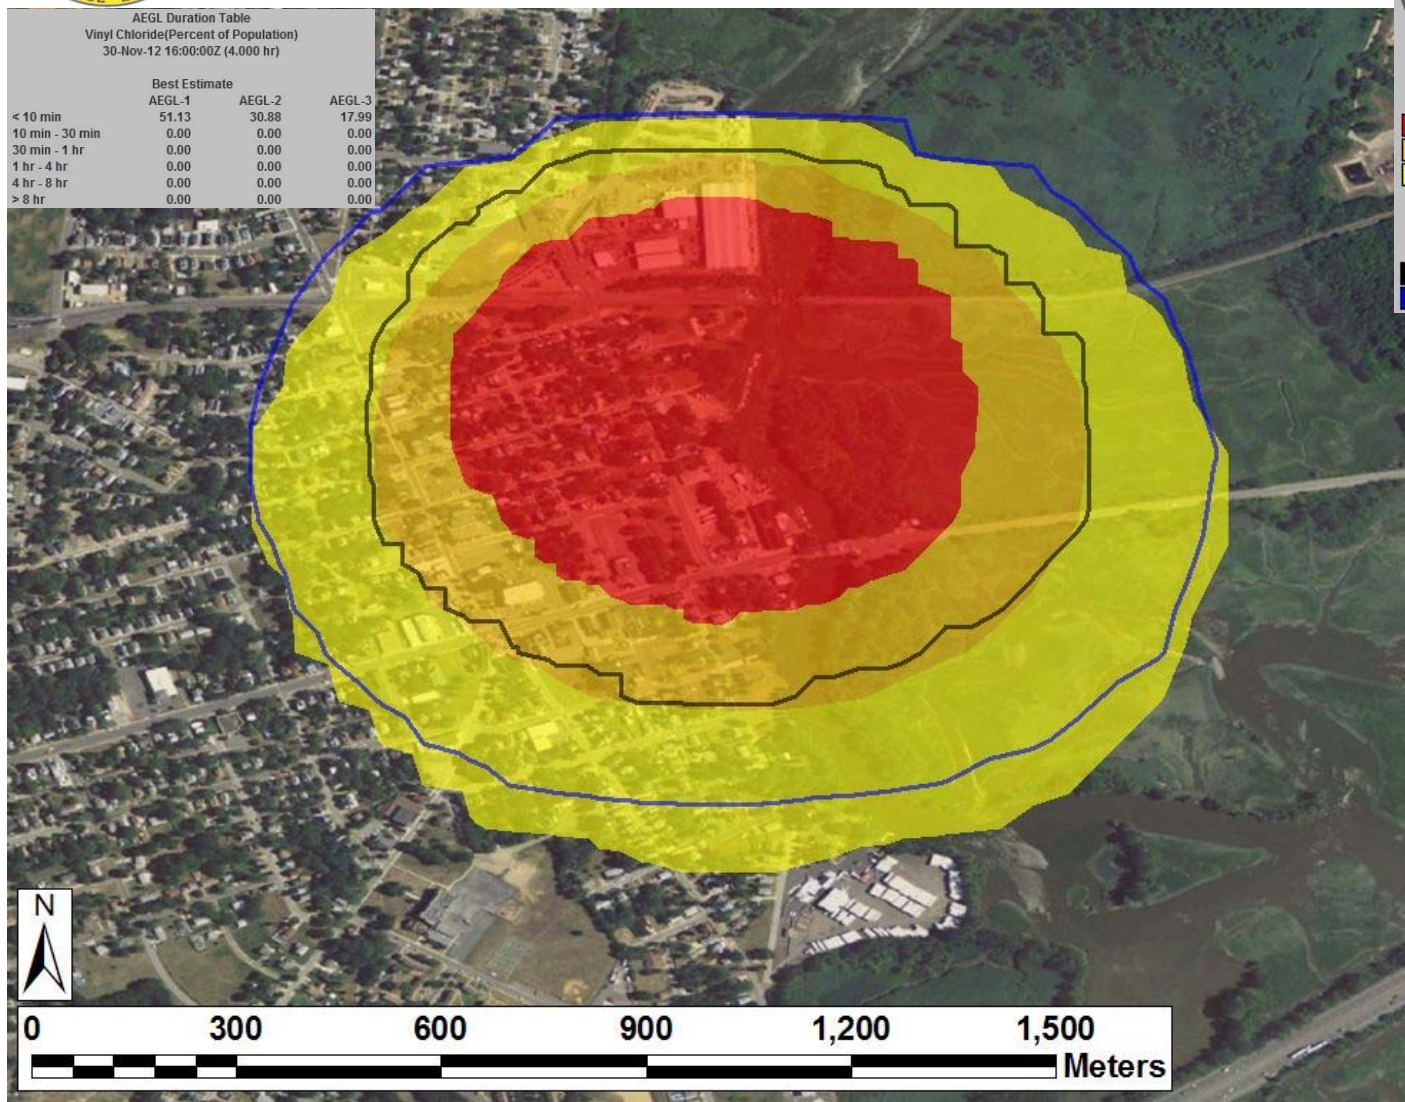 AEGL Duration Table
Vinyl Chloride(Percent of Population)
30-Nov-12 16:00:00Z (4.000 hr)
Best Estimate
AEGL-1 AEGL-2 AEGL-3
< 10 min 51.13 30.88 17.99
10 min - 30 min 0.00 0.00 0.00
30 min - 1 hr 0.00 0.00 0.00
1 hr - 4 hr 0.00 0.00 0.00
4 hr - 8 hr 0.00 0.00 0.00
> 8 hr 0.00 0.00 0.00
N
0 300 600 900 1,200 1,500
Meters